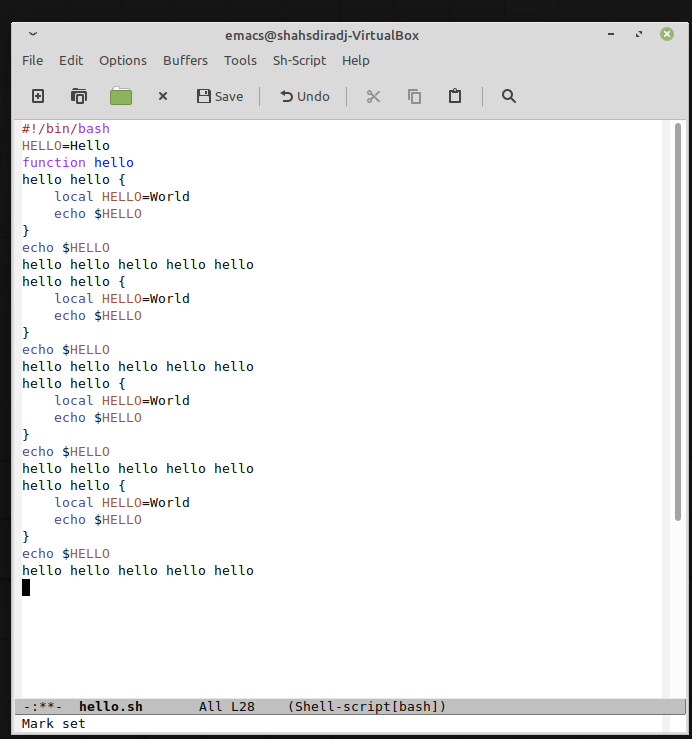 emacs@shahsdiradj-VirtualBox
File Edit Options Buffers Tools Sh-Script Help
Save Undo
#!/bin/bash
HELLO=Hello
function hello
hello hello {
    local HELLO=World
    echo $HELLO
}
echo $HELLO
hello hello hello hello hello
hello hello {
    local HELLO=World
    echo $HELLO
}
echo $HELLO
hello hello hello hello hello
hello hello {
    local HELLO=World
    echo $HELLO
}
echo $HELLO
hello hello hello hello hello
hello hello {
    local HELLO=World
    echo $HELLO
}
echo $HELLO
hello hello hello hello hello
-:**-  hello.sh       All L28    (Shell-script[bash])
Mark set